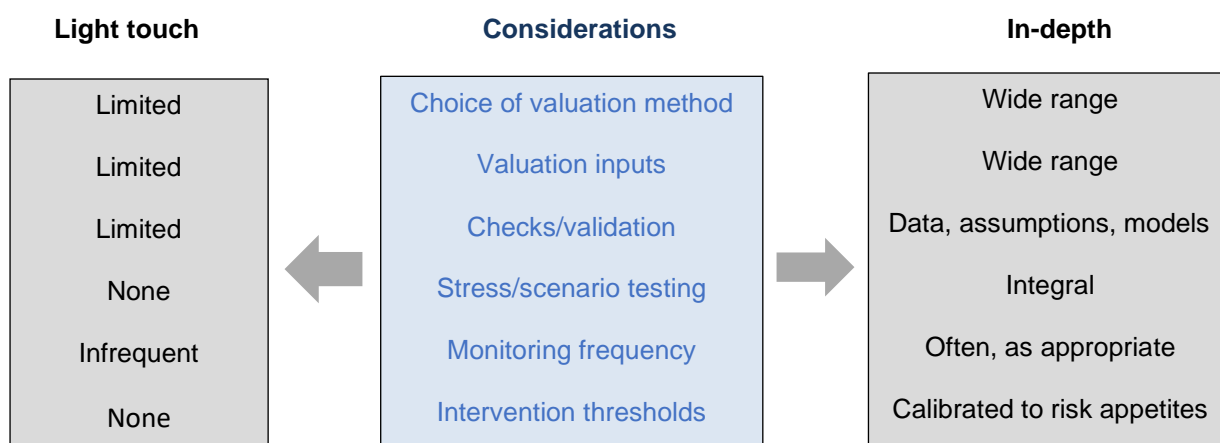 Light touch
Considerations
In-depth
Limited
Choice of valuation method
Wide range
Limited
Valuation inputs
Wide range
Limited
Checks/validation
Data, assumptions, models
None
Stress/scenario testing
Integral
Infrequent
Monitoring frequency
Often, as appropriate
None
Intervention thresholds
Calibrated to risk appetites